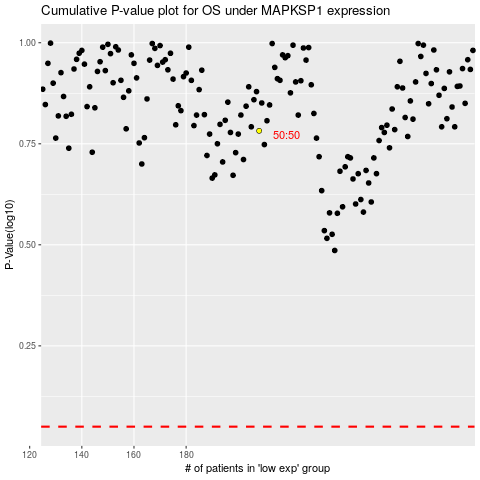 Cumulative P-value plot for OS under MAPKSP1 expression
1.00
0.75
50:50
0.50
0.25
P-Value(log10)
120 140 160 180
# of patients in 'low exp' group